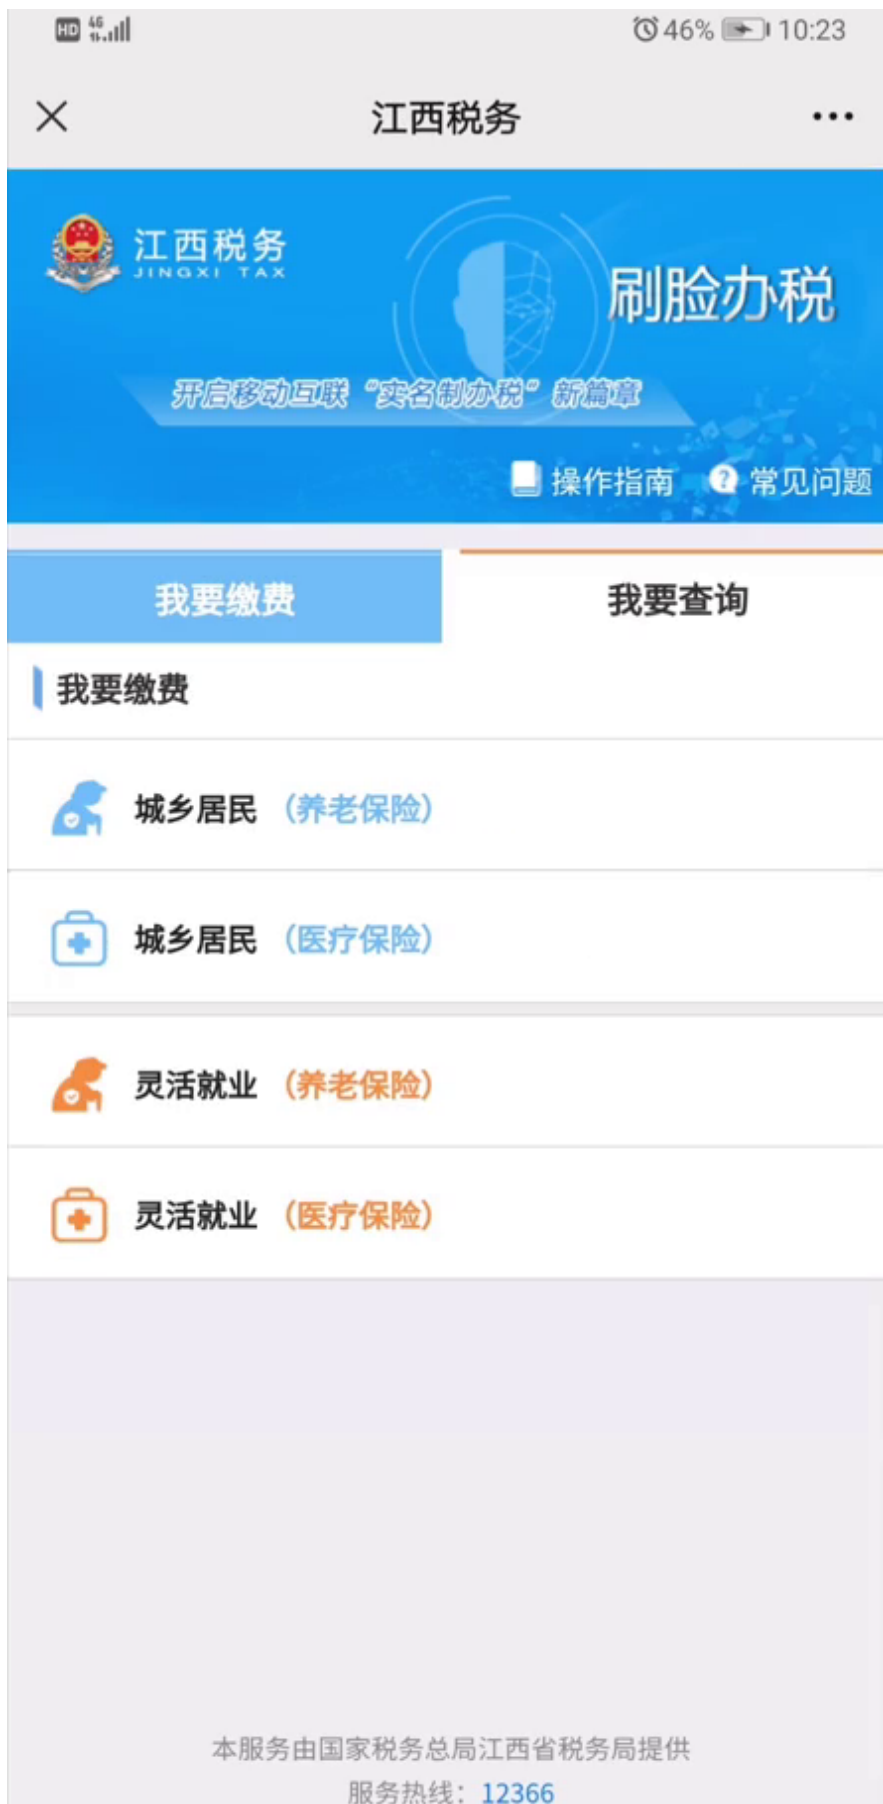 HD 4G 46% 10:23
江西税务
江西税务
JINGXI TAX
刷脸办税
开启移动互联“实名制办税”新篇章
操作指南 常见问题
我要缴费 我要查询
我要缴费
城乡居民（养老保险）
城乡居民（医疗保险）
灵活就业（养老保险）
灵活就业（医疗保险）
本服务由国家税务总局江西省税务局提供
服务热线：12366